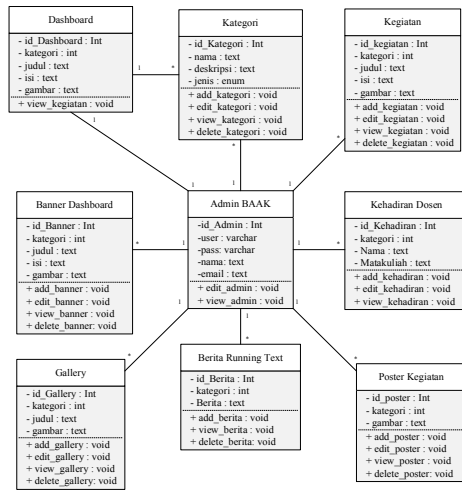 Dashboard
- id_Dashboard : Int
- kategori : int
- judul : text
- isi : text
- gambar : text
+ view_kegiatan : void
Kategori
- id_Kategori : Int
- nama : text
- deskripsi : text
- jenis : enum
+ add_kategori : void
+ edit_kategori : void
+ view_kategori : void
+ delete_kategori : void
Kegiatan
- id_kegiatan : Int
- kategori : int
- judul : text
- isi : text
- gambar : text
+ add_kegiatan : void
+ edit_kegiatan : void
+ view_kegiatan : void
+ delete_kegiatan : void
1
*
1
*
*
1
1
1
Banner Dashboard
- id_Banner : Int
- kategori : int
- judul : text
- isi : text
- gambar : text
+ add_banner : void
+ edit_banner : void
+ view_banner : void
+ delete_banner: void
Admin BAAK
-id_Admin : Int
-user : varchar
-pass : varchar
-nama : text
-email : text
+ edit_admin : void
+ view_admin : void
Kehadiran Dosen
- id_Kehadiran : Int
- kategori : int
- Nama : text
- Matakuliah : text
+ add_kehadiran : void
+ edit_kehadiran : void
+ view_kehadiran : void
*
1
1
*
1
1
1
*
*
*
Gallery
- id_Gallery : Int
- kategori : int
- judul : text
- gambar : text
+ add_gallery : void
+ edit_gallery : void
+ view_gallery : void
+ delete_gallery: void
Berita Running Text
- id_Berita : Int
- kategori : int
- Berita : text
+ add_berita : void
+ view_berita : void
+ delete_berita: void
Poster Kegiatan
- id_poster : Int
- kategori : int
- gambar : text
+ add_poster : void
+ edit_poster : void
+ view_poster : void
+ delete_poster: void